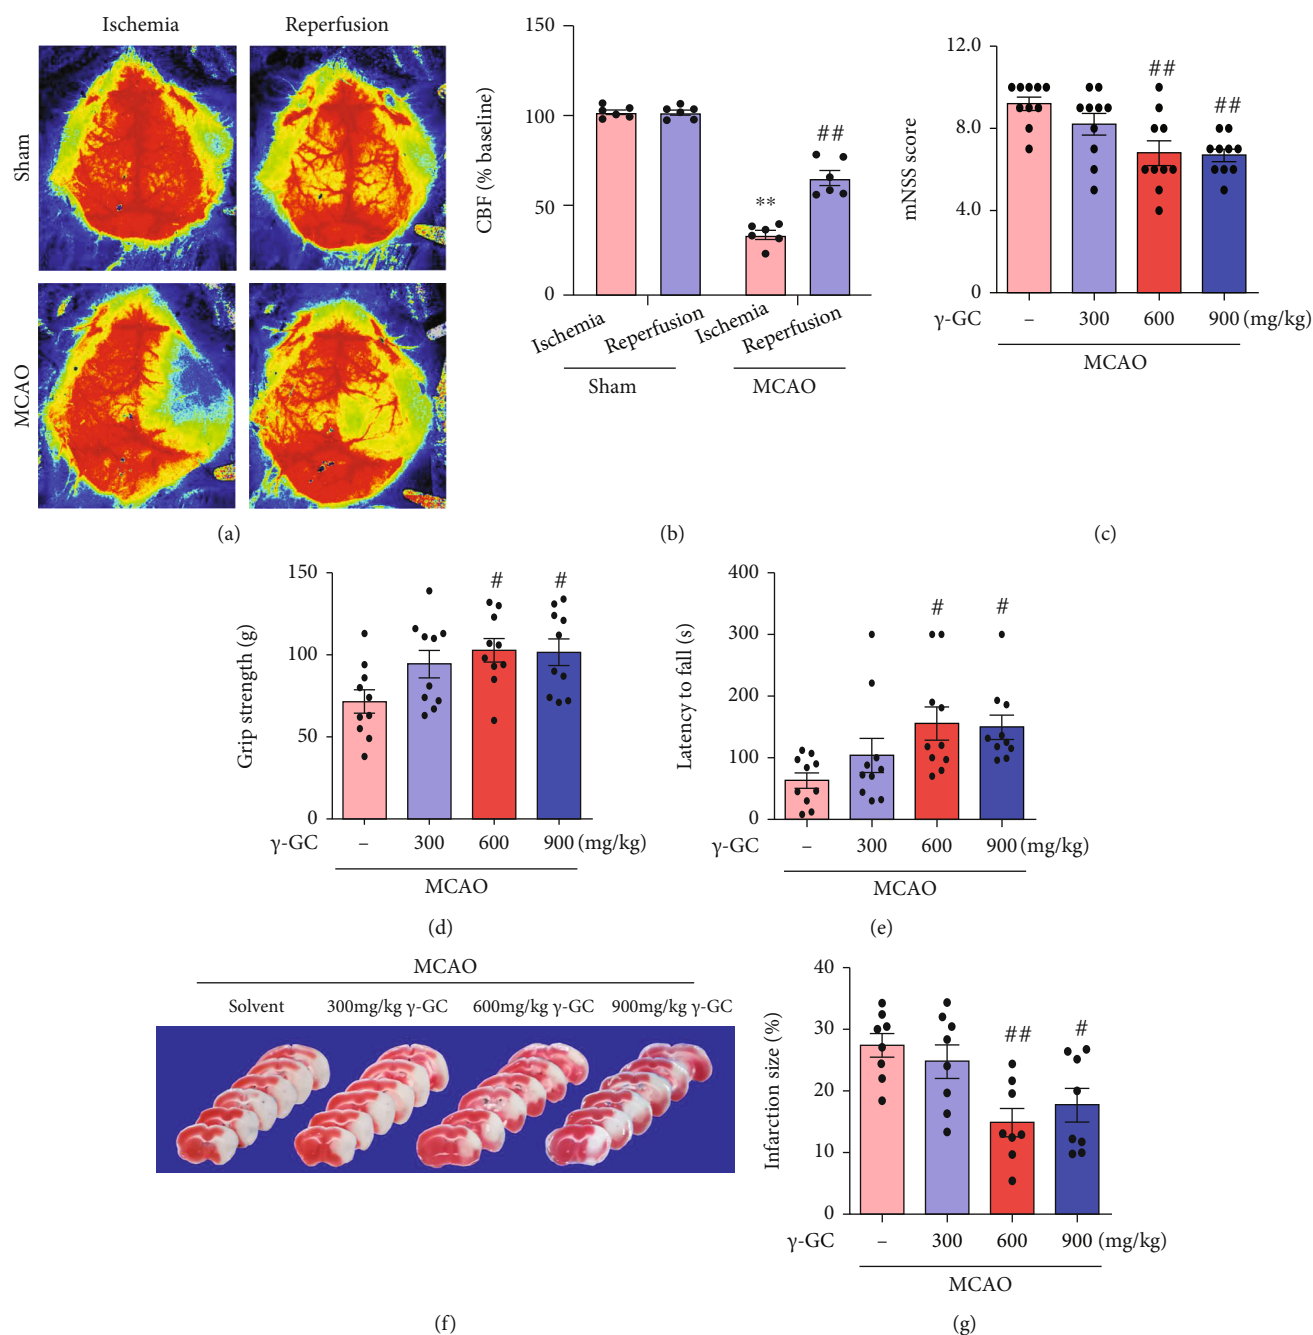 Ischemia Reperfusion
Sham
MCAO
(a)
150
100
50
0
CBF (% baseline)
**
##
Ischemia
Reperfusion
Ischemia
Reperfusion
Sham MCAO
(b)
12.0
8.0
4.0
0
mNSS score
##
##
γ-GC – 300 600 900 (mg/kg)
MCAO
(c)
150
100
50
0
Grip strength (g)
# #
γ-GC – 300 600 900 (mg/kg)
MCAO
(d)
400
300
200
100
0
Latency to fall (s)
# #
γ-GC – 300 600 900 (mg/kg)
MCAO
(e)
MCAO
Solvent 300mg/kg γ-GC 600mg/kg γ-GC 900mg/kg γ-GC
(f)
40
30
20
10
0
Infarction size (%)
## #
γ-GC – 300 600 900 (mg/kg)
MCAO
(g)